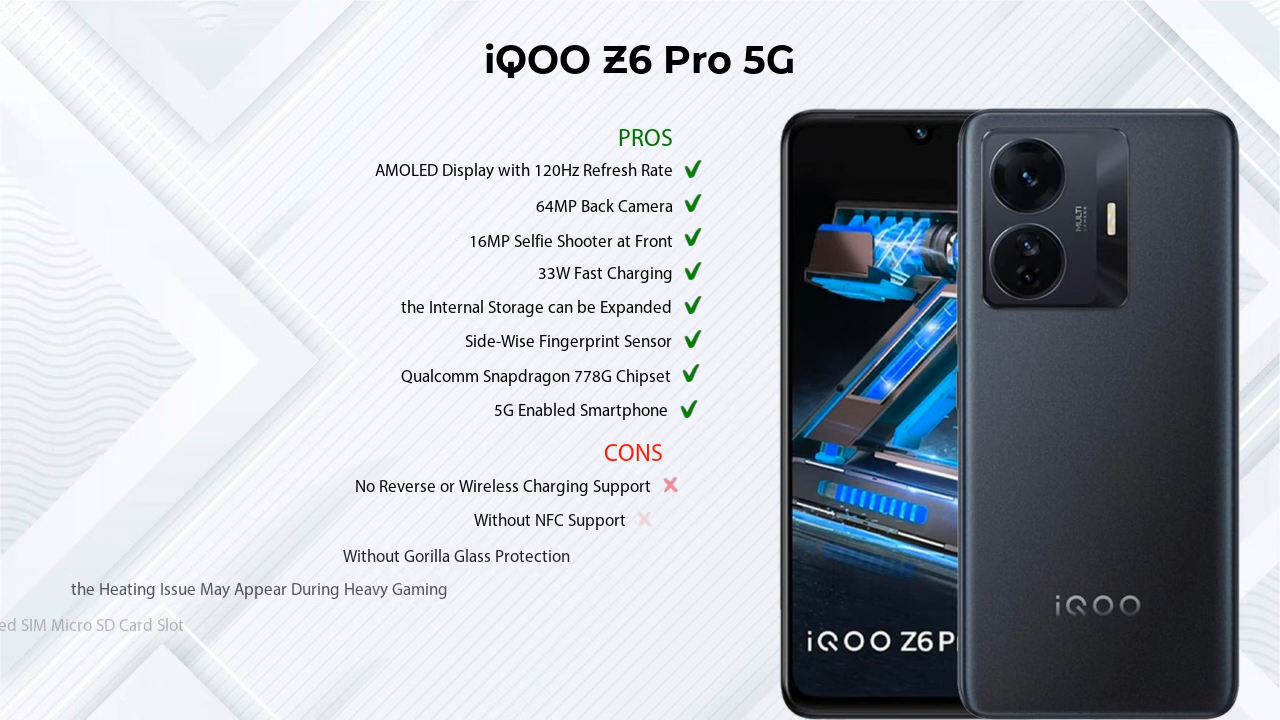 iQOO Z6 Pro 5G
PROS
AMOLED Display with 120Hz Refresh Rate
64MP Back Camera
16MP Selfie Shooter at Front
33W Fast Charging
the Internal Storage can be Expanded
Side-Wise Fingerprint Sensor
Qualcomm Snapdragon 778G Chipset
5G Enabled Smartphone
CONS
No Reverse or Wireless Charging Support
Without NFC Support
Without Gorilla Glass Protection
the Heating Issue May Appear During Heavy Gaming
SIM Micro SD Card Slot
MULTI
CAMERA
iQOO
iQOO Z6